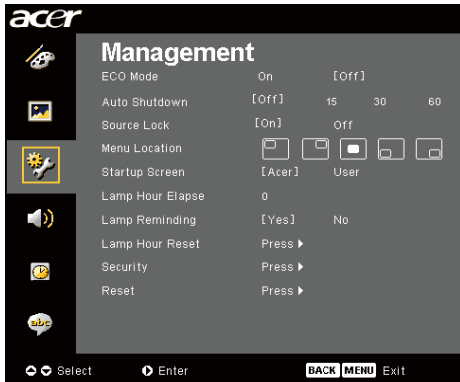 acer
Management
ECO Mode On [Off]
Auto Shutdown [Off] 15 30 60
Source Lock [On] Off
Menu Location
Startup Screen [Acer] User
Lamp Hour Elapse 0
Lamp Reminding [Yes] No
Lamp Hour Reset Press
Security Press
Reset Press
abc
Select Enter BACK MENU Exit